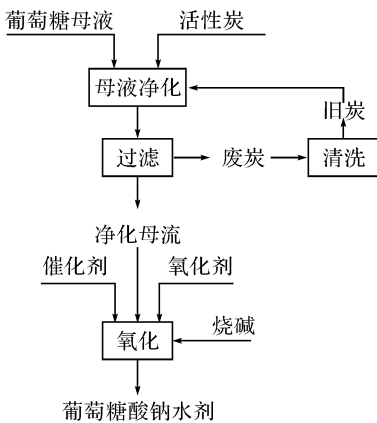 葡萄糖母液
活性炭
母液净化
旧炭
过滤
废炭
清洗
净化母流
催化剂
氧化剂
氧化
烧碱
葡萄糖酸钠水剂